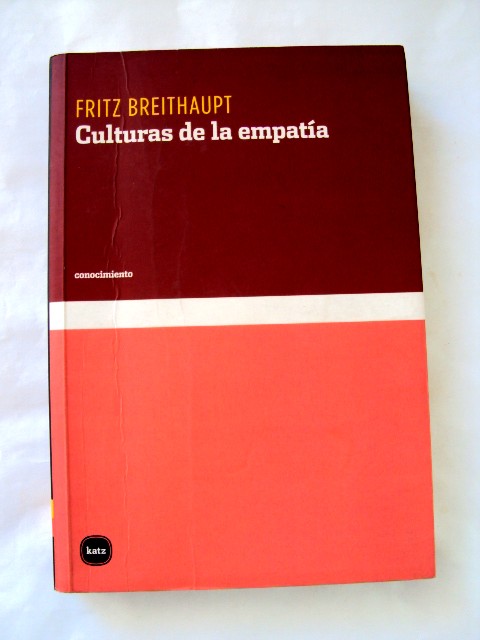 FRITZ BREITHAUPT
Culturas de la empatía
conocimiento
katz